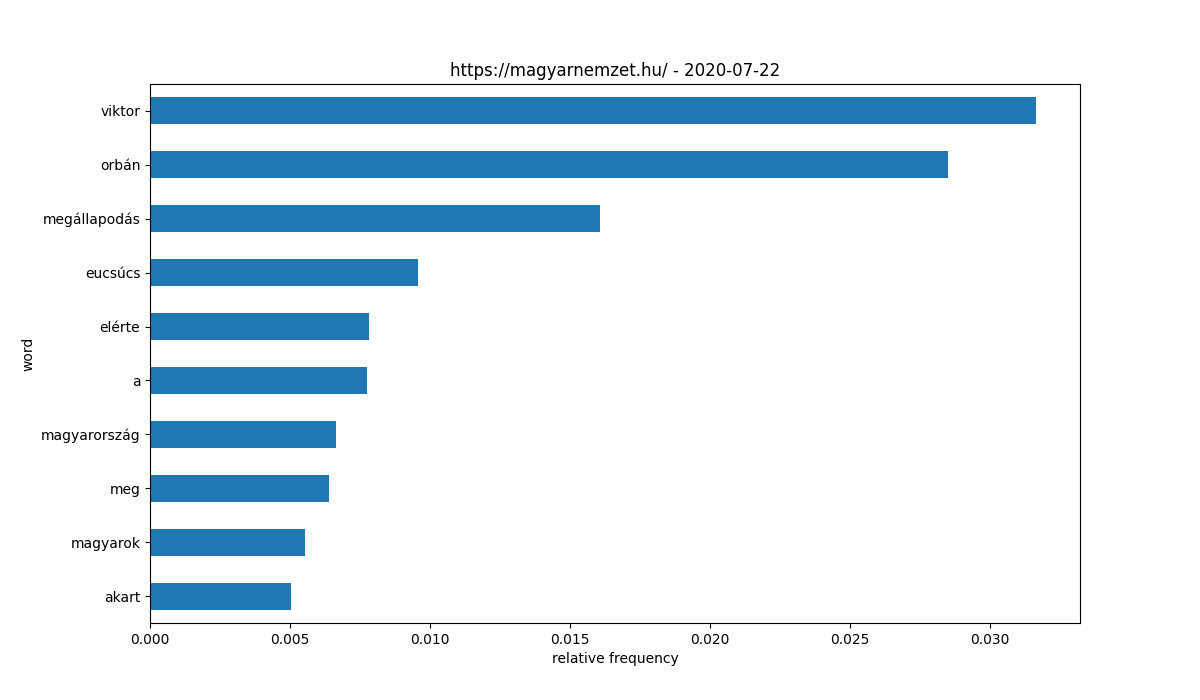 https://magyarnemzet.hu/ - 2020-07-22
viktor
orbán
megállapodás
eucsúcs
elérte
a
magyarország
meg
magyarok
akart
word
0.000 0.005 0.010 0.015 0.020 0.025 0.030
relative frequency